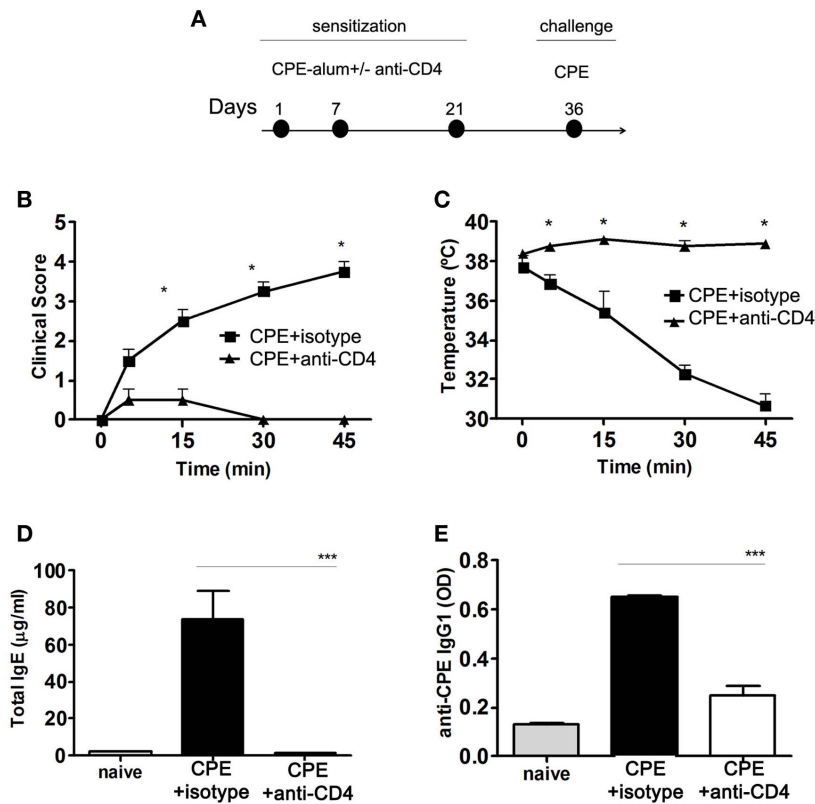 A
sensitization challenge
CPE-alum+/- anti-CD4 CPE
Days 1 7 21 36
B
5
4
3
2
1
0
Clinical Score
* * *
CPE+isotype
CPE+anti-CD4
0 15 30 45
Time (min)
C
40
38
36
34
32
30
Temperature (ºC)
* * * *
CPE+isotype
CPE+anti-CD4
0 15 30 45
Time (min)
D
100
80
60
40
20
0
Total IgE (µg/ml)
***
naive CPE CPE
+isotype +anti-CD4
E
0.8
0.6
0.4
0.2
0.0
anti-CPE IgG1 (OD)
***
naive CPE CPE
+isotype +anti-CD4